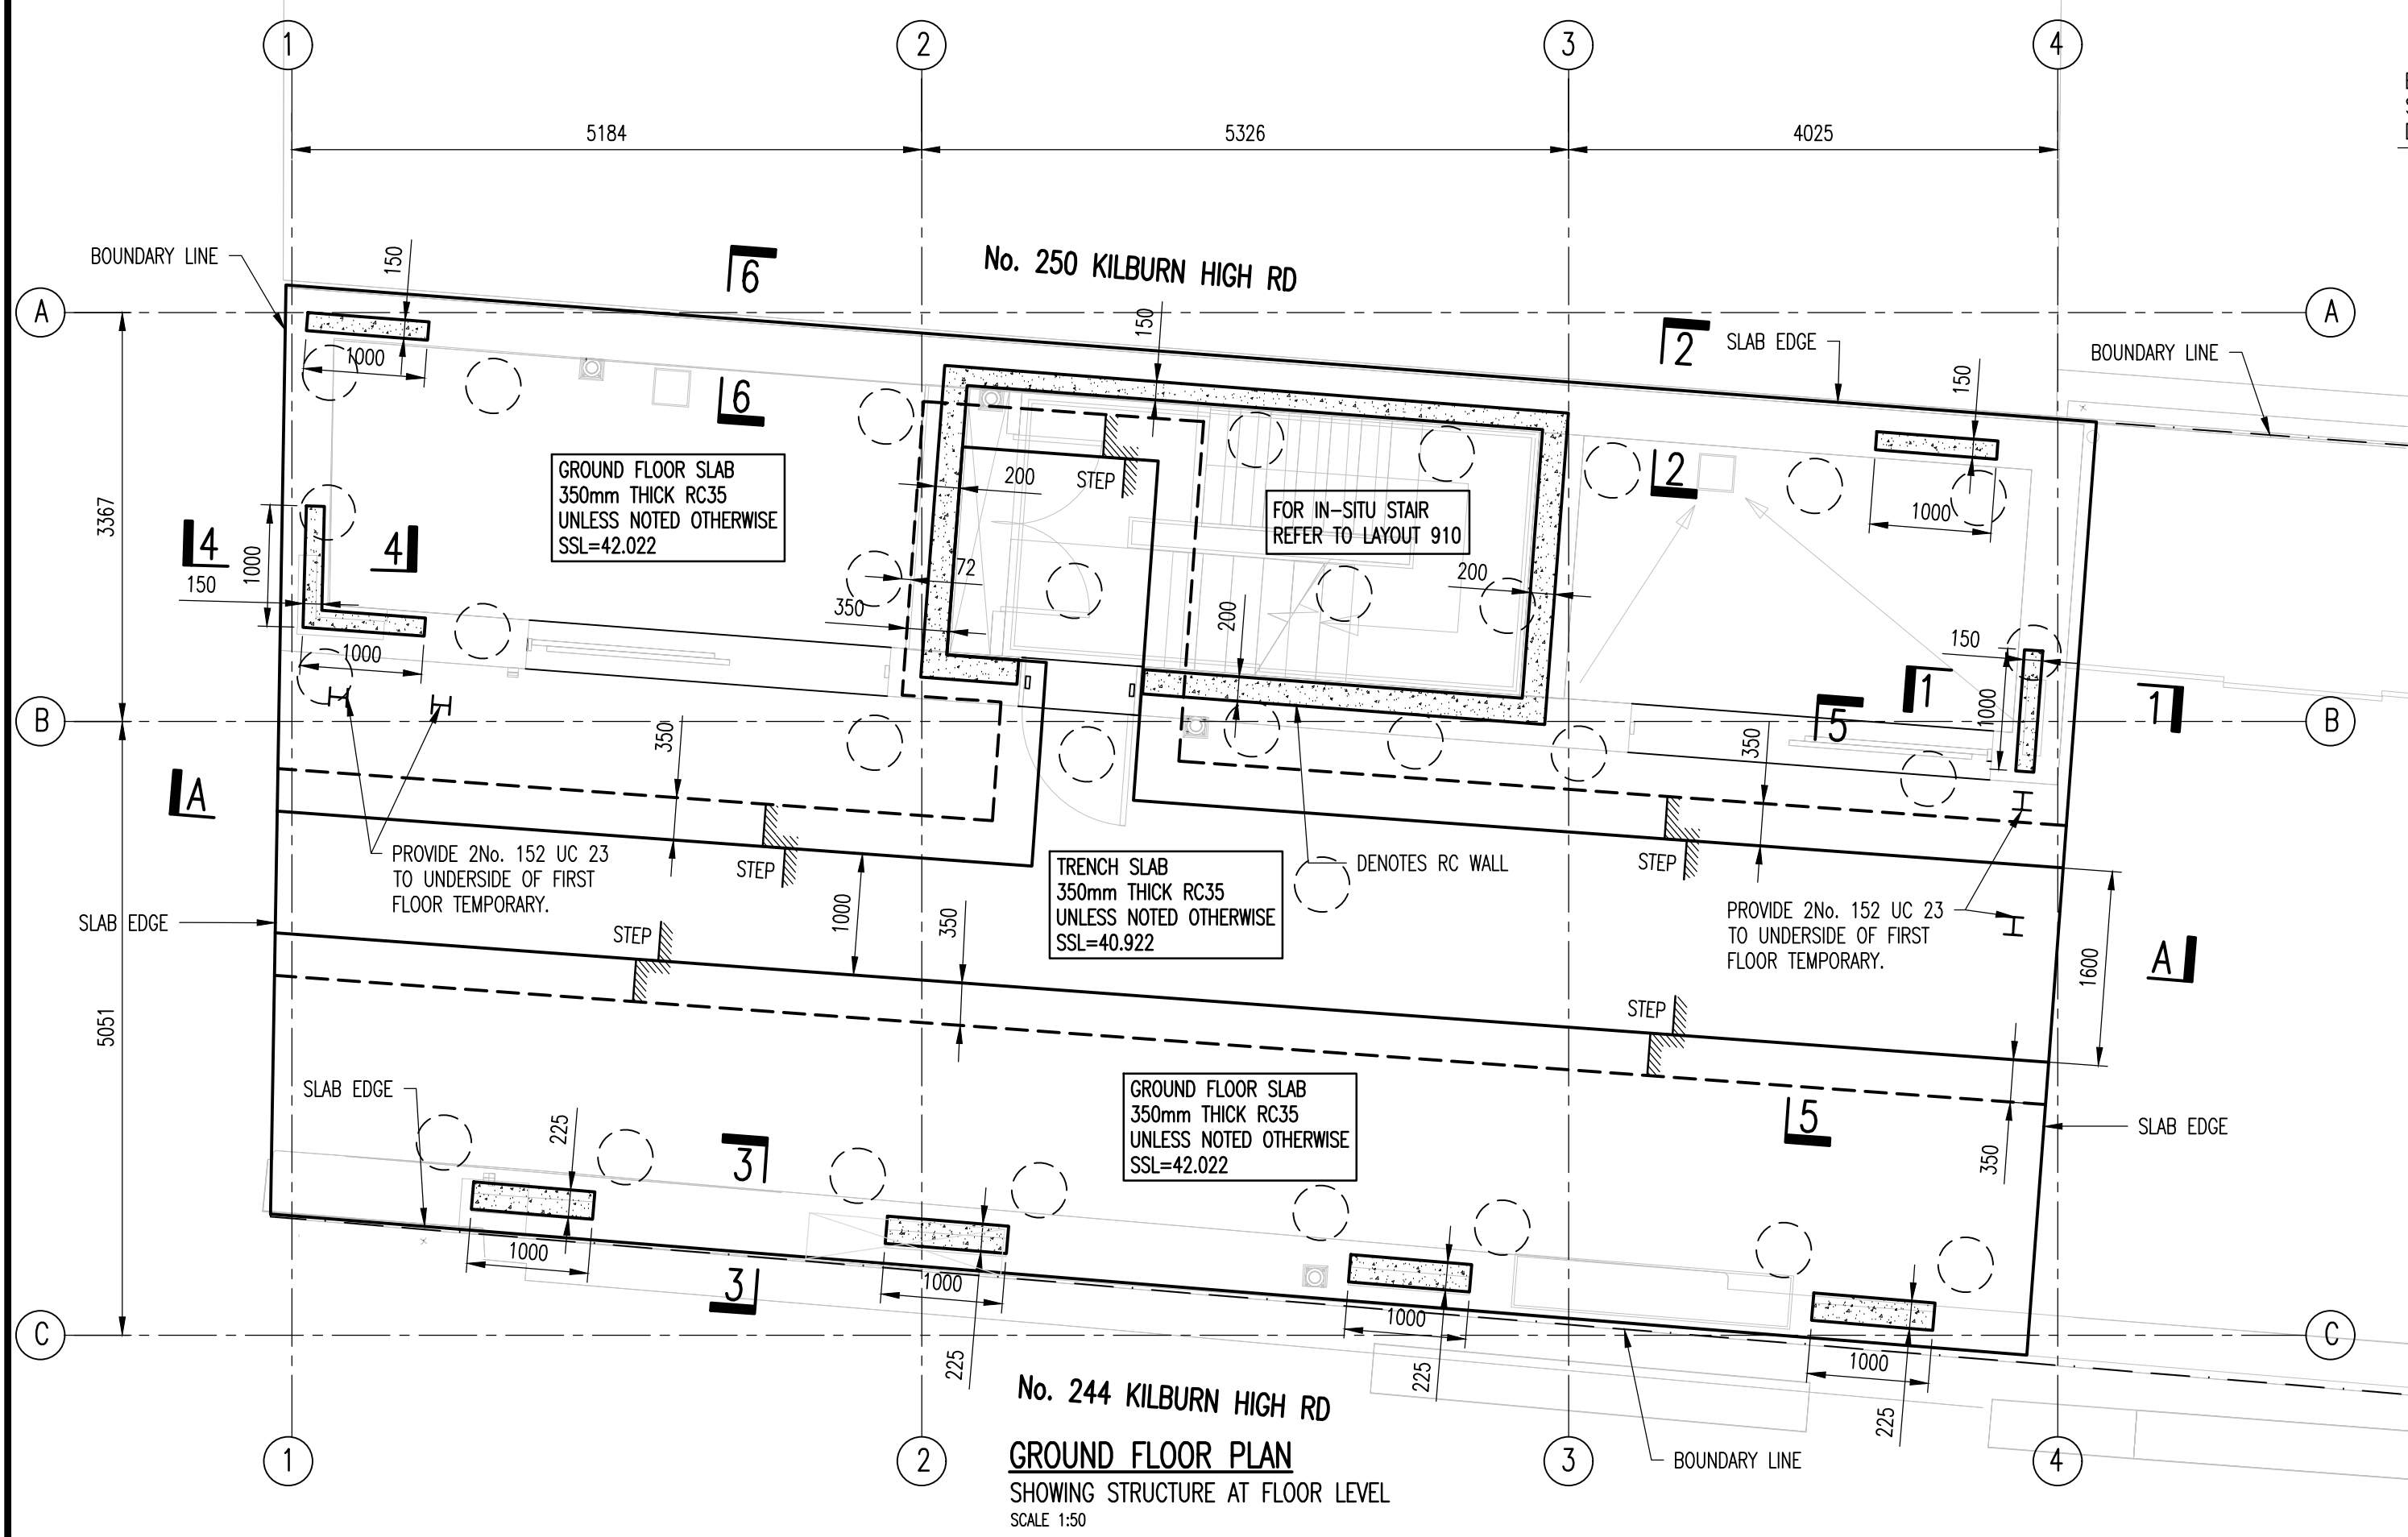 1
2
3
4
5184
5326
4025
BOUNDARY LINE
150
6
No. 250 KILBURN HIGH RD
A
A
150
2
SLAB EDGE
BOUNDARY LINE
1000
150
6
GROUND FLOOR SLAB
350mm THICK RC35
UNLESS NOTED OTHERWISE
SSL=42.022
200
STEP
2
FOR IN-SITU STAIR
REFER TO LAYOUT 910
1000
3367
4
4
1000
150
72
350
200
200
150
1000
1
1
1000
5
B
B
350
350
A
PROVIDE 2No. 152 UC 23
TO UNDERSIDE OF FIRST
FLOOR TEMPORARY.
STEP
TRENCH SLAB
350mm THICK RC35
UNLESS NOTED OTHERWISE
SSL=40.922
DENOTES RC WALL
STEP
PROVIDE 2No. 152 UC 23
TO UNDERSIDE OF FIRST
FLOOR TEMPORARY.
SLAB EDGE
STEP
1000
350
1600
A
5051
STEP
SLAB EDGE
225
3
GROUND FLOOR SLAB
350mm THICK RC35
UNLESS NOTED OTHERWISE
SSL=42.022
5
350
SLAB EDGE
1000
3
1000
225
1000
225
1000
225
C
C
No. 244 KILBURN HIGH RD
BOUNDARY LINE
1
2
3
4
GROUND FLOOR PLAN
SHOWING STRUCTURE AT FLOOR LEVEL
SCALE 1:50